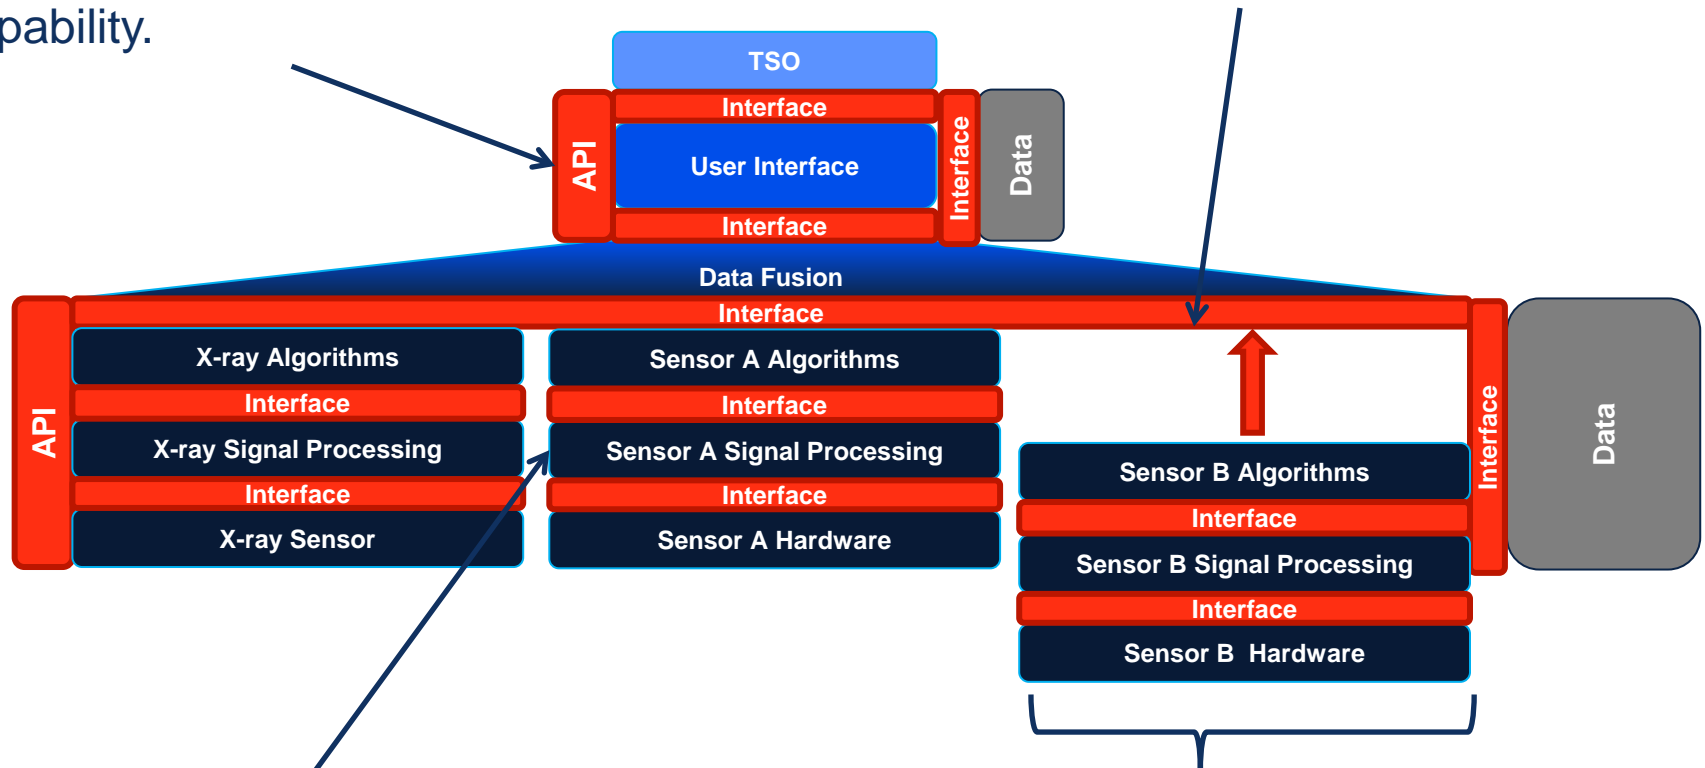 pability.
TSO
Interface
API
User Interface
Interface
Data
Interface
Data Fusion
Interface
API
X-ray Algorithms
Interface
X-ray Signal Processing
Interface
X-ray Sensor
Sensor A Algorithms
Interface
Sensor A Signal Processing
Interface
Sensor A Hardware
Sensor B Algorithms
Interface
Sensor B Signal Processing
Interface
Sensor B Hardware
Interface
Data